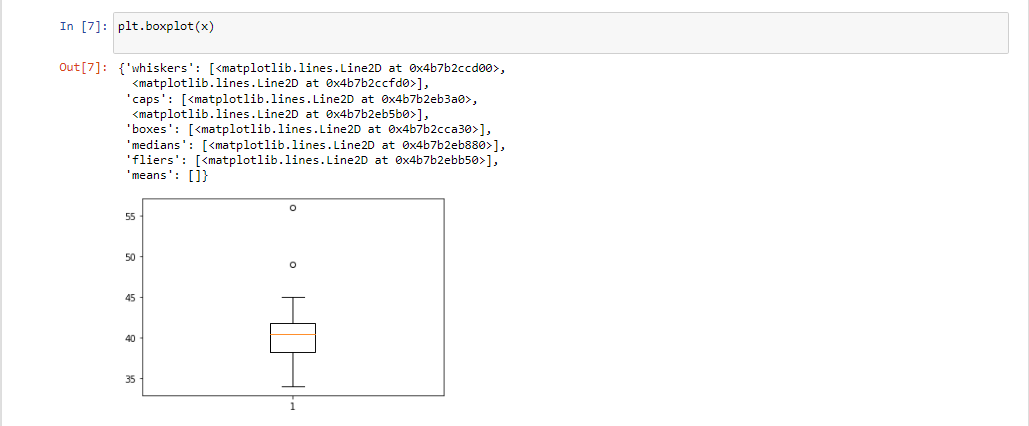 In [7]: plt.boxplot(x)
Out[7]: {'whiskers': [<matplotlib.lines.Line2D at 0x4b7b2ccd00>,
<matplotlib.lines.Line2D at 0x4b7b2ccfd0>],
'caps': [<matplotlib.lines.Line2D at 0x4b7b2eb3a0>,
<matplotlib.lines.Line2D at 0x4b7b2eb5b0>],
'boxes': [<matplotlib.lines.Line2D at 0x4b7b2cca30>],
'medians': [<matplotlib.lines.Line2D at 0x4b7b2eb880>],
'fliers': [<matplotlib.lines.Line2D at 0x4b7b2ebb50>],
'means': []}
55
50
45
40
35
1